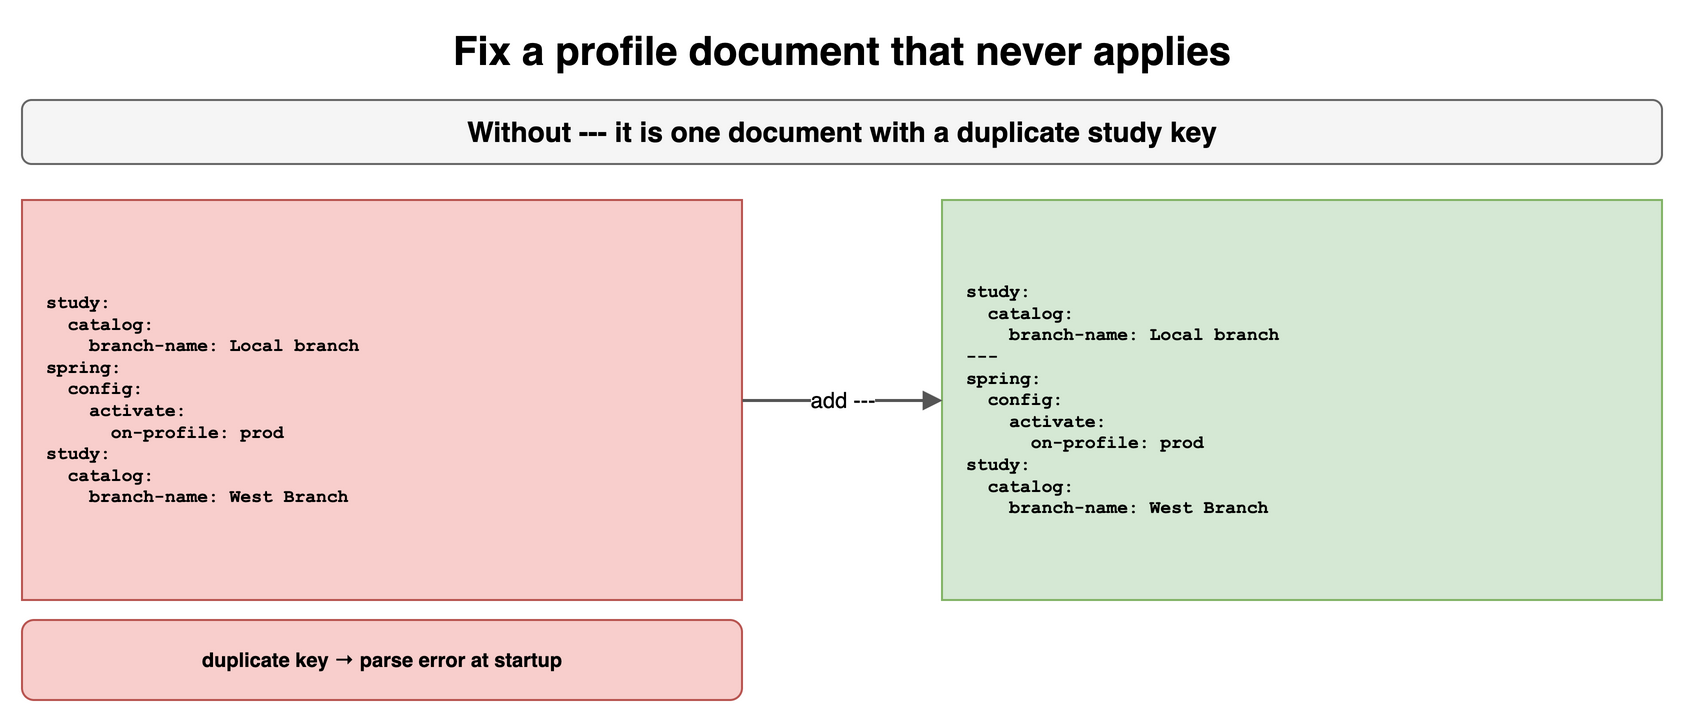 Fix a profile document that never applies
Without --- it is one document with a duplicate study key
study:
  catalog:
    branch-name: Local branch
spring:
  config:
    activate:
      on-profile: prod
study:
  catalog:
    branch-name: West Branch
add ---
study:
  catalog:
    branch-name: Local branch
---
spring:
  config:
    activate:
      on-profile: prod
study:
  catalog:
    branch-name: West Branch
duplicate key → parse error at startup